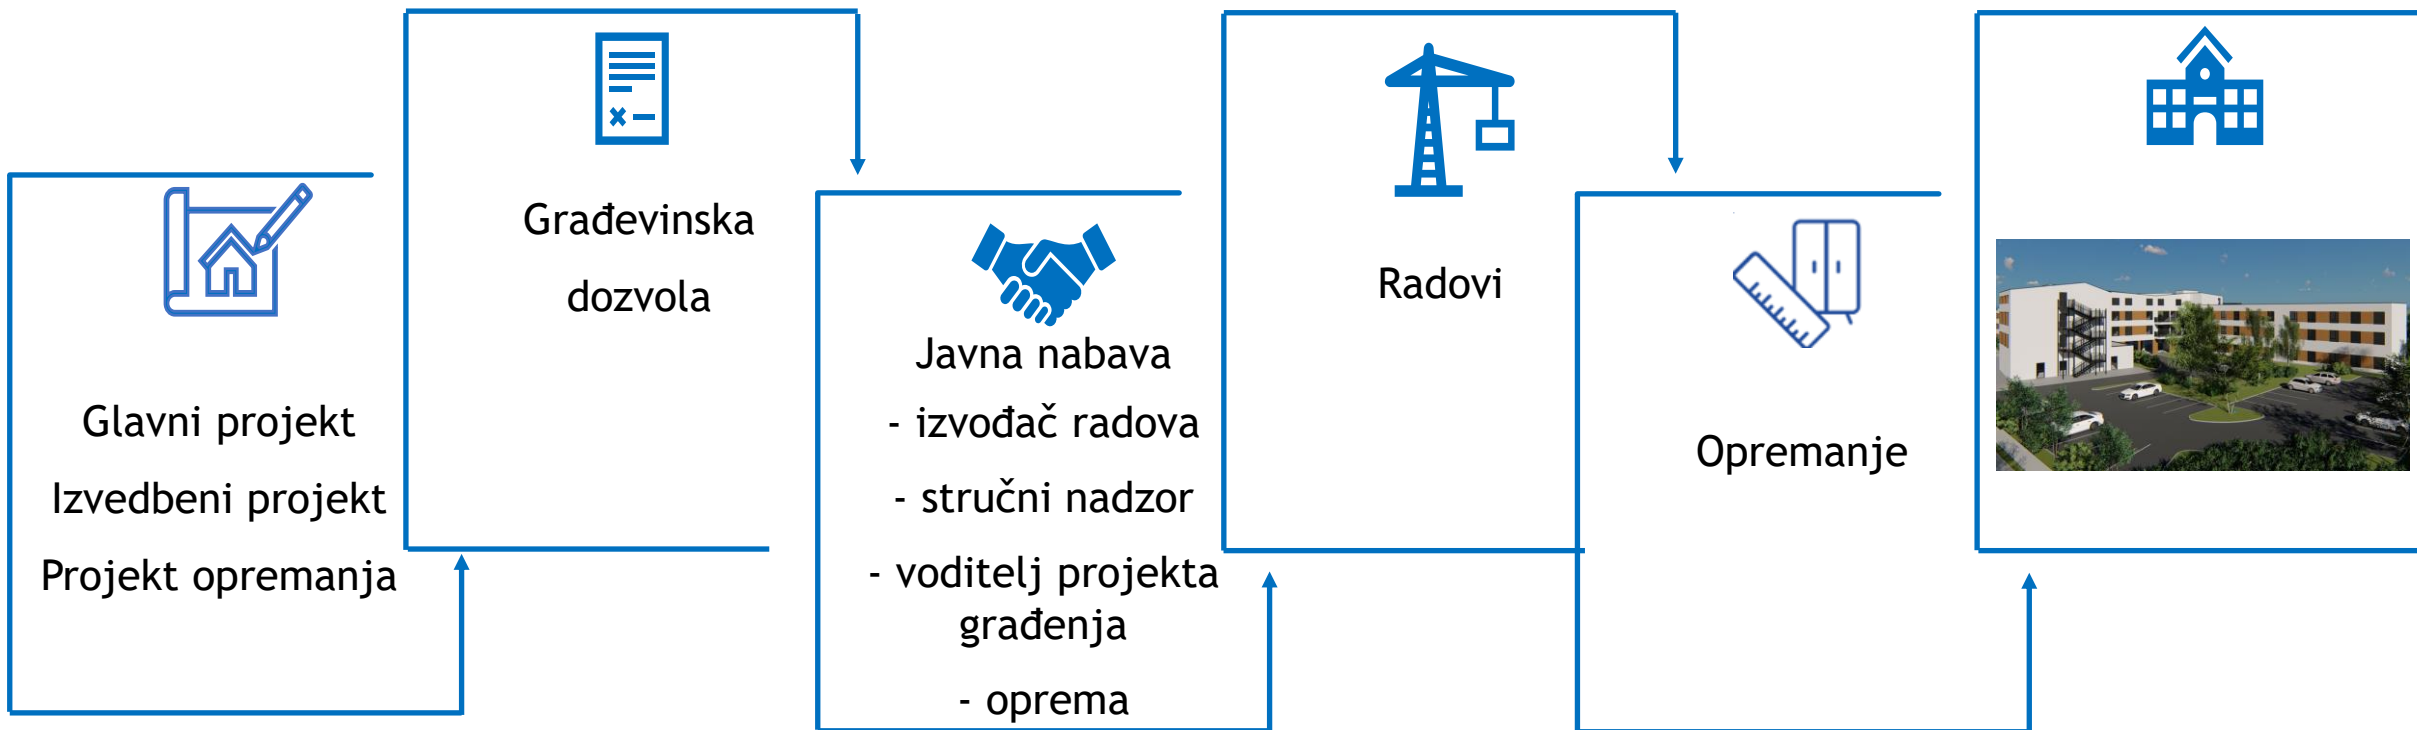 Glavni projekt
Izvedbeni projekt
Projekt opremanja
Građevinska
dozvola
Javna nabava
- izvođač radova
- stručni nadzor
- voditelj projekta
građenja
- oprema
Radovi
Opremanje